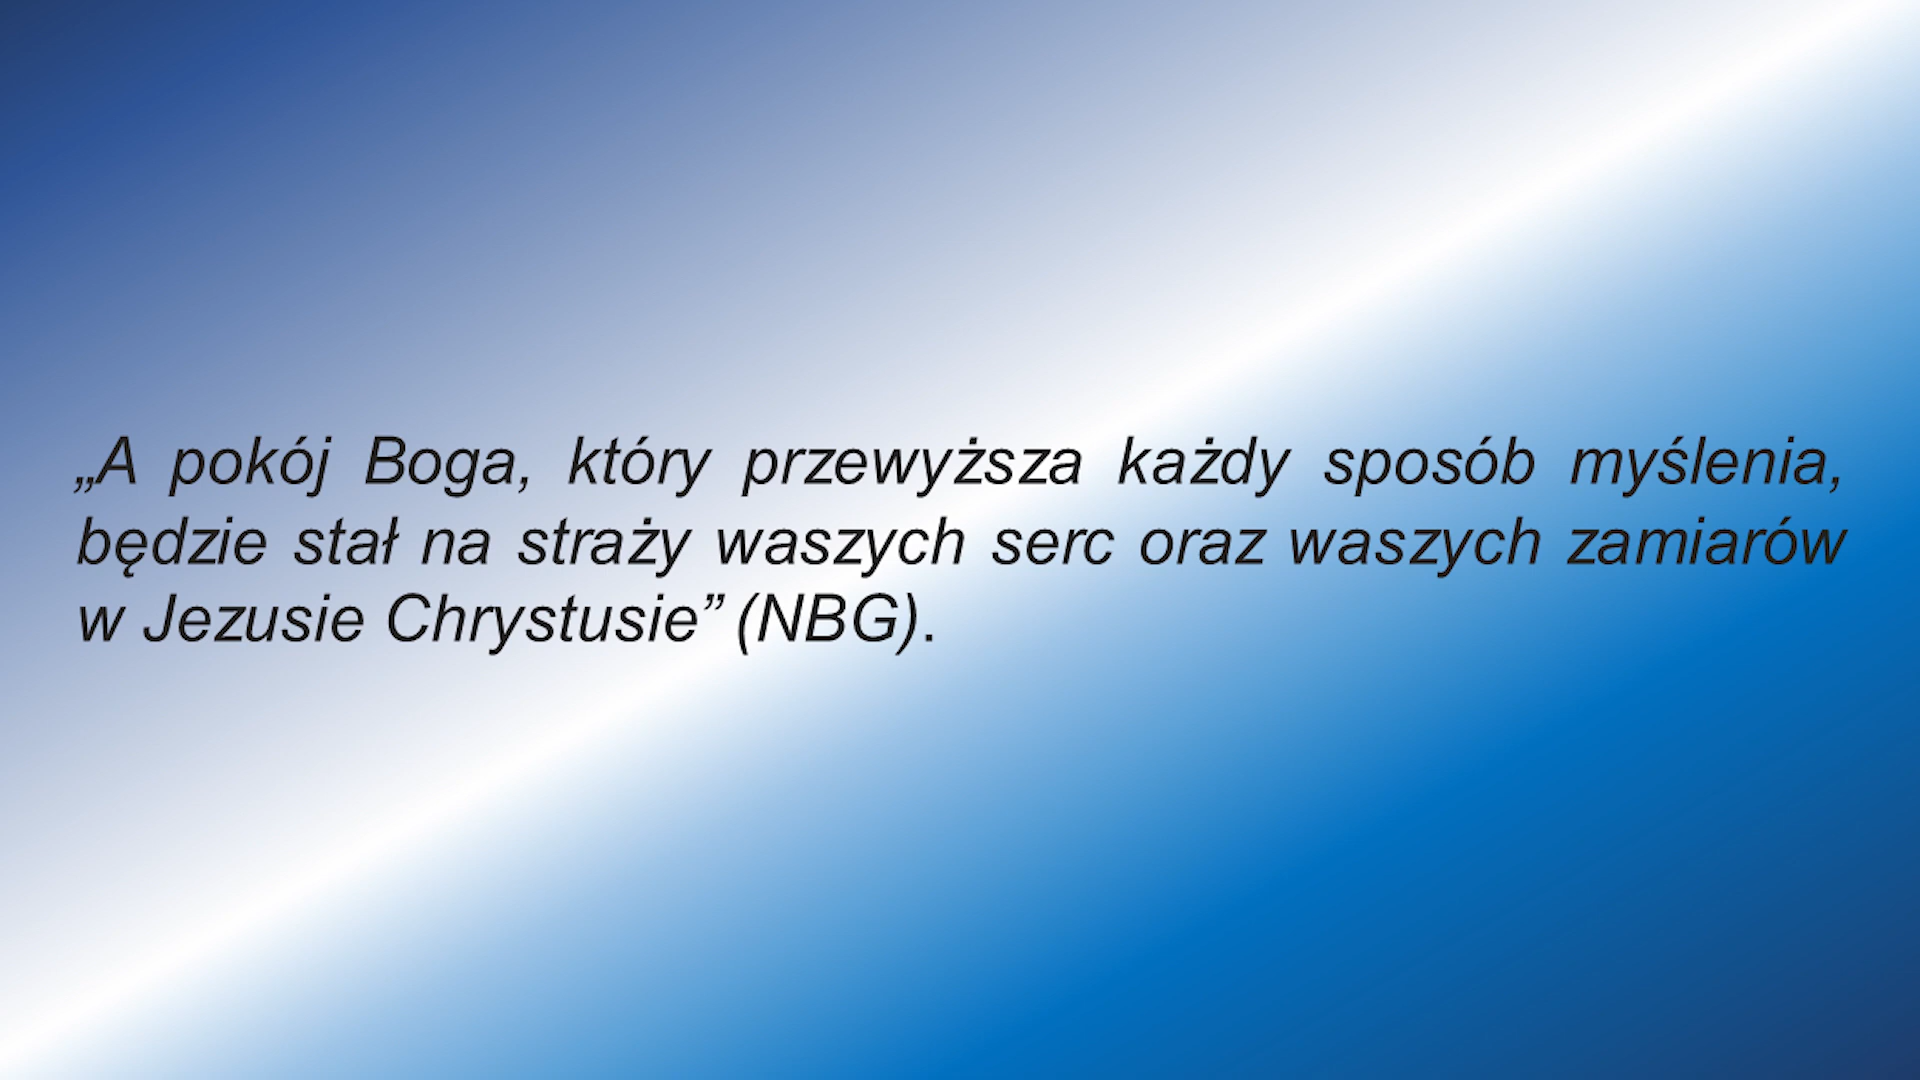 „A pokój Boga, który przewyższa każdy sposób myślenia,
będzie stał na straży waszych serc oraz waszych zamiarów
w Jezusie Chrystusie” (NBG).